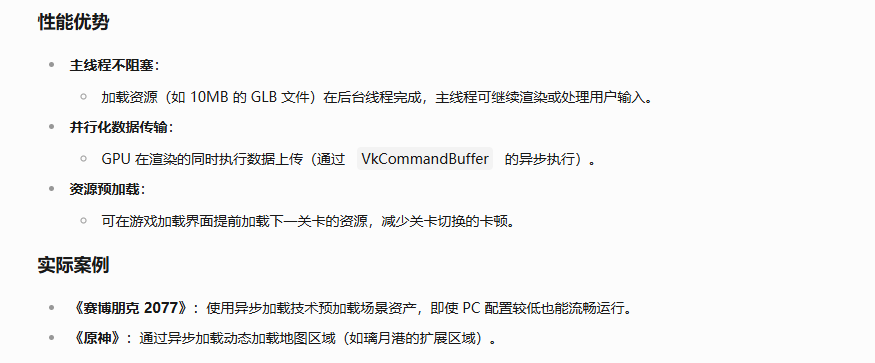 性能优势
主线程不阻塞：
加载资源（如 10MB 的 GLB 文件）在后台线程完成，主线程可继续渲染或处理用户输入。
并行化数据传输：
GPU 在渲染的同时执行数据上传（通过 VkCommandBuffer 的异步执行）。
资源预加载：
可在游戏加载界面提前加载下一关卡的资源，减少关卡切换的卡顿。
实际案例
《赛博朋克 2077》：使用异步加载技术预加载场景资产，即使 PC 配置较低也能流畅运行。
《原神》：通过异步加载动态加载地图区域（如璃月港的扩展区域）。